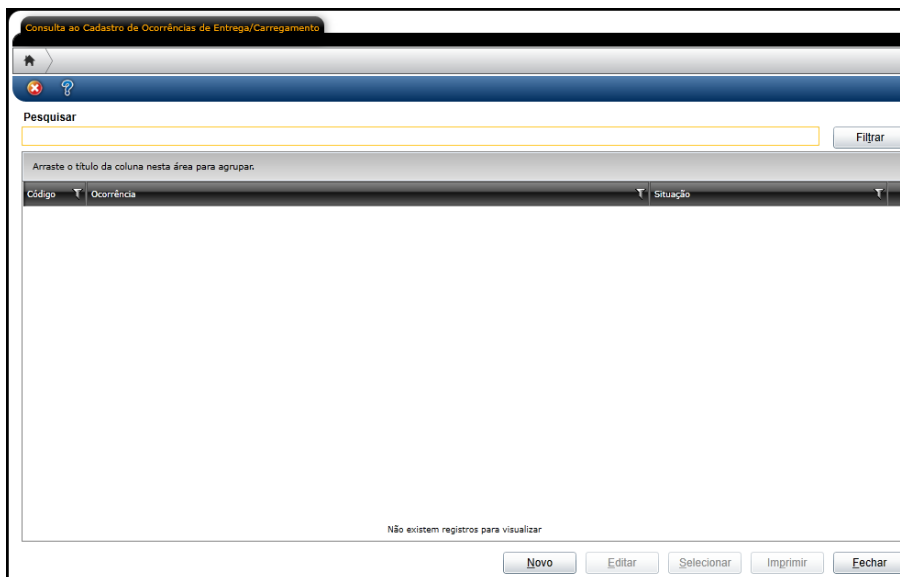 Consulta ao Cadastro de Ocorrências de Entrega/Carregamento
Pesquisar
Filtrar
Arraste o título da coluna nesta área para agrupar.
Código Ocorrência Situação
Não existem registros para visualizar
Novo Editar Selecionar Imprimir Fechar